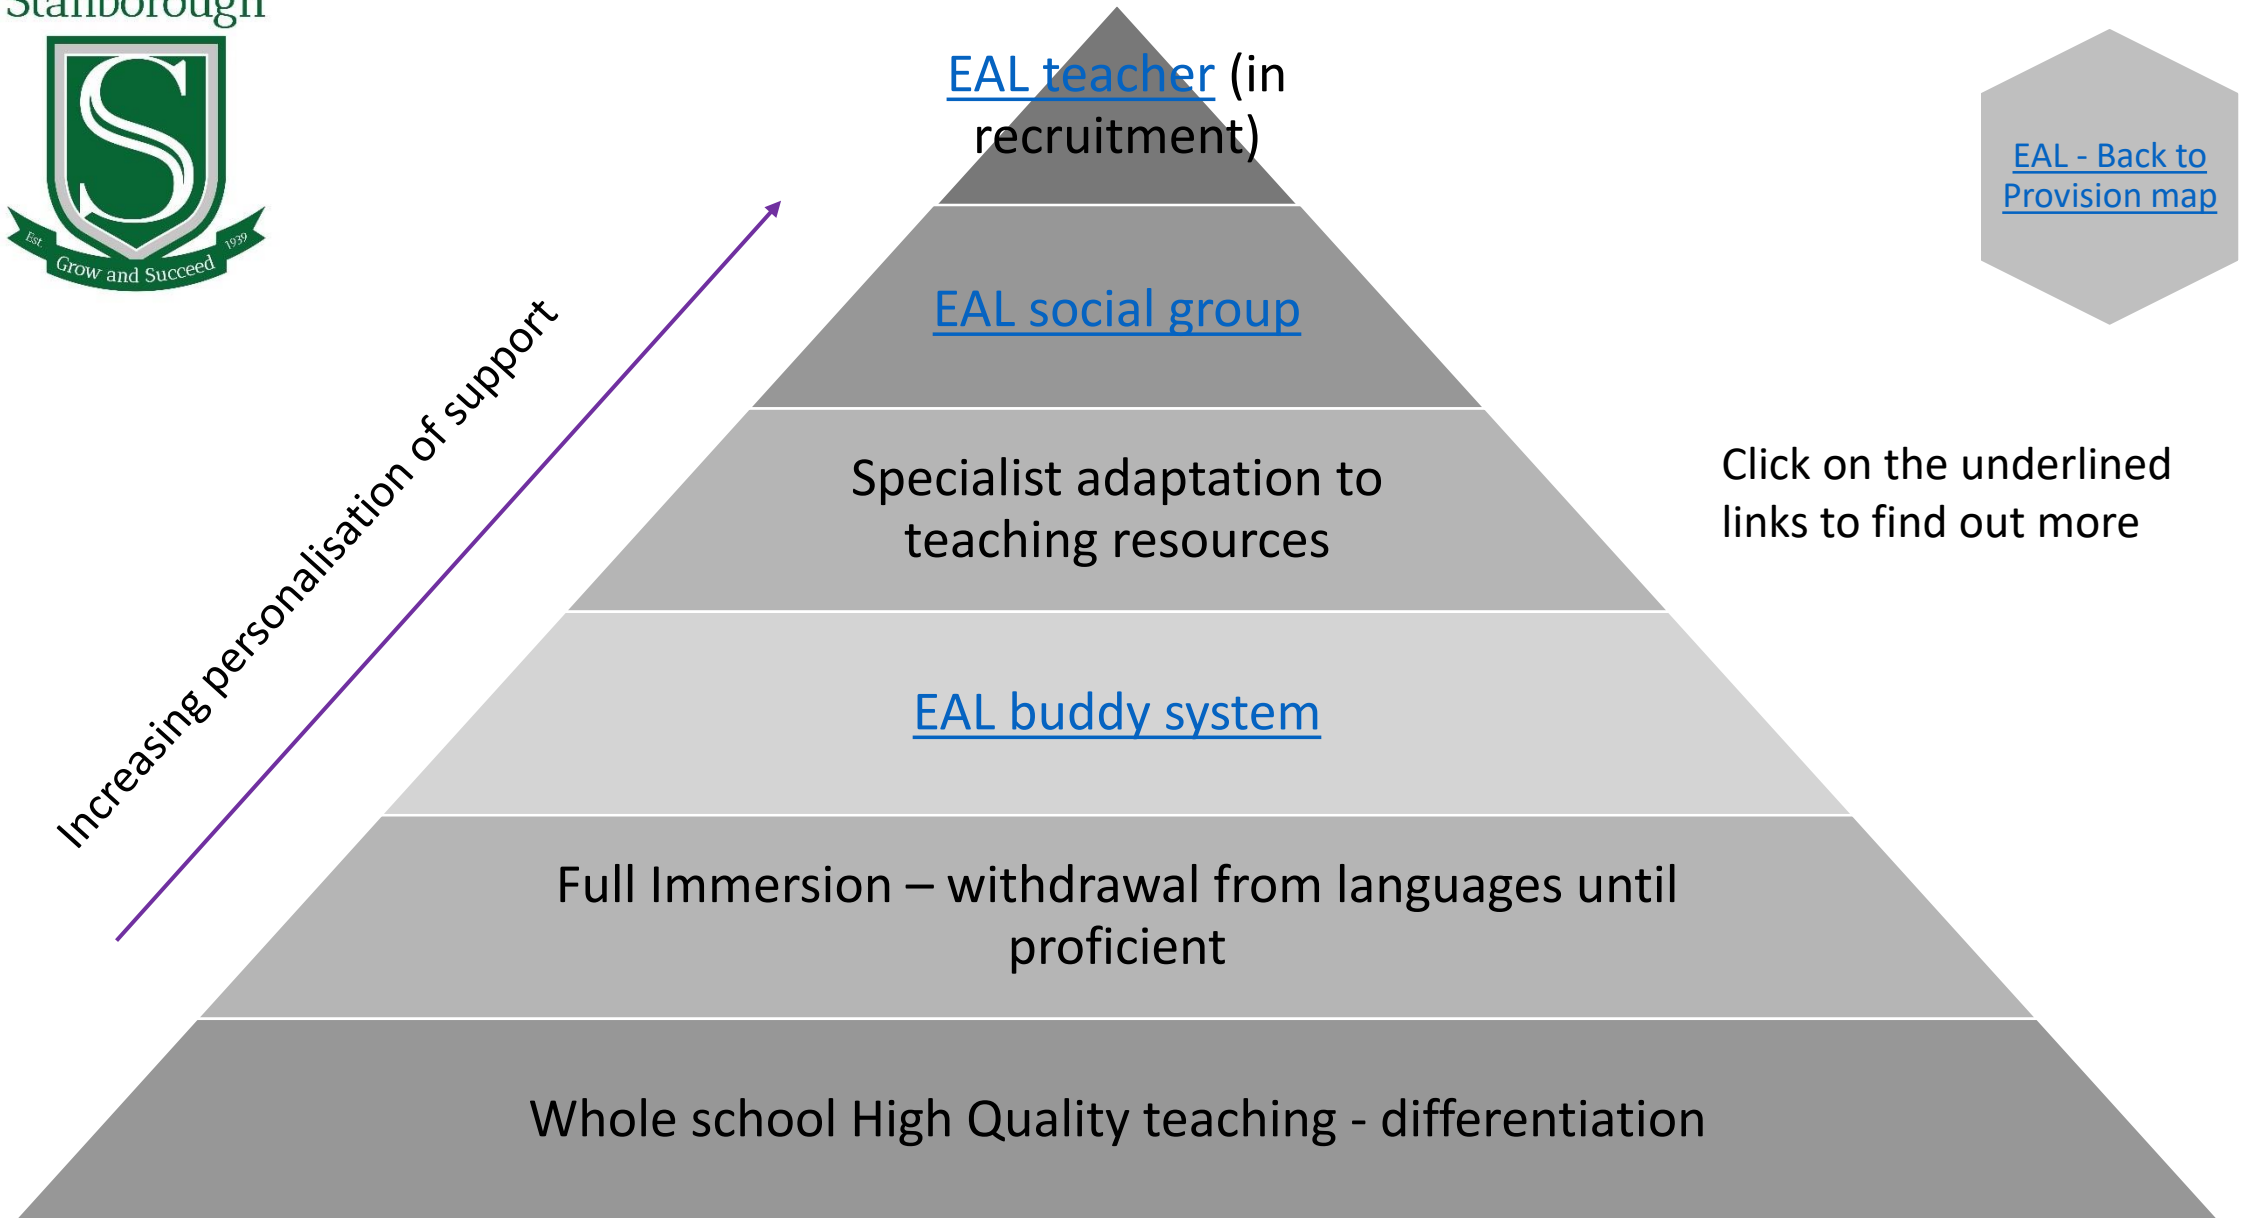 Stanborough
Est. 1939
Grow and Succeed
EAL teacher (in
recruitment)
EAL - Back to
Provision map
EAL social group
Increasing personalisation of support
Specialist adaptation to
teaching resources
Click on the underlined
links to find out more
EAL buddy system
Full Immersion – withdrawal from languages until
proficient
Whole school High Quality teaching - differentiation